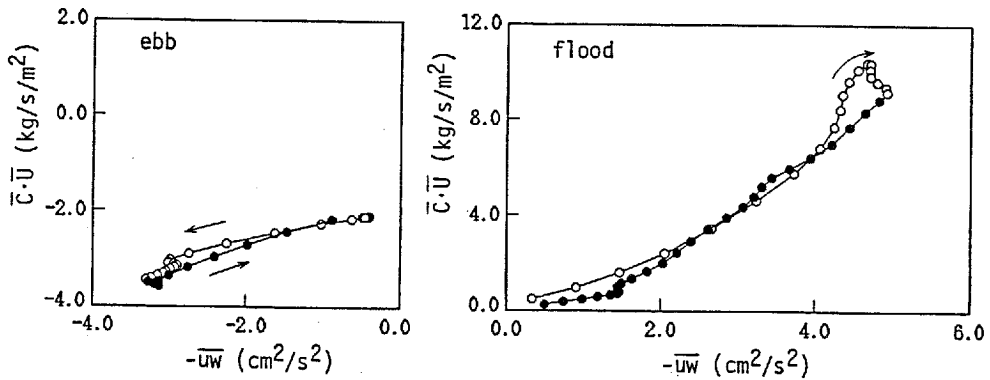 2.0
ebb
0.0
-2.0
-4.0
-4.0 -2.0 0.0
C̅·U̅ (kg/s/m²)
-u̅w̅ (cm²/s²)
12.0
flood
8.0
4.0
0.0
0.0 2.0 4.0 6.0
C̅·U̅ (kg/s/m²)
-u̅w̅ (cm²/s²)